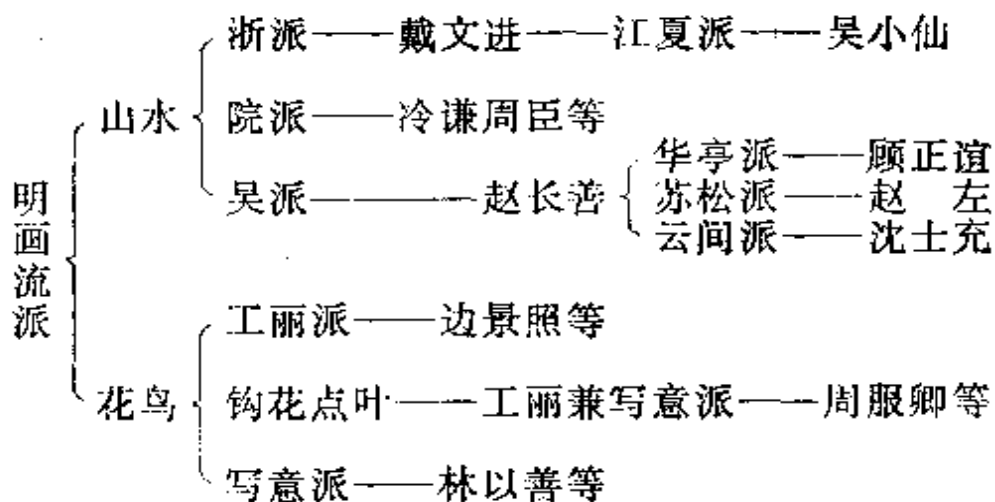 浙派——戴文进——江夏派——吴小仙
山水
院派——冷谦周臣等
华亭派——顾正谊
吴派———赵长善
苏松派——赵 左
云间派——沈士充
明画流派
工丽派——边景照等
花鸟
钩花点叶——工丽兼写意派——周服卿等
写意派——林以善等